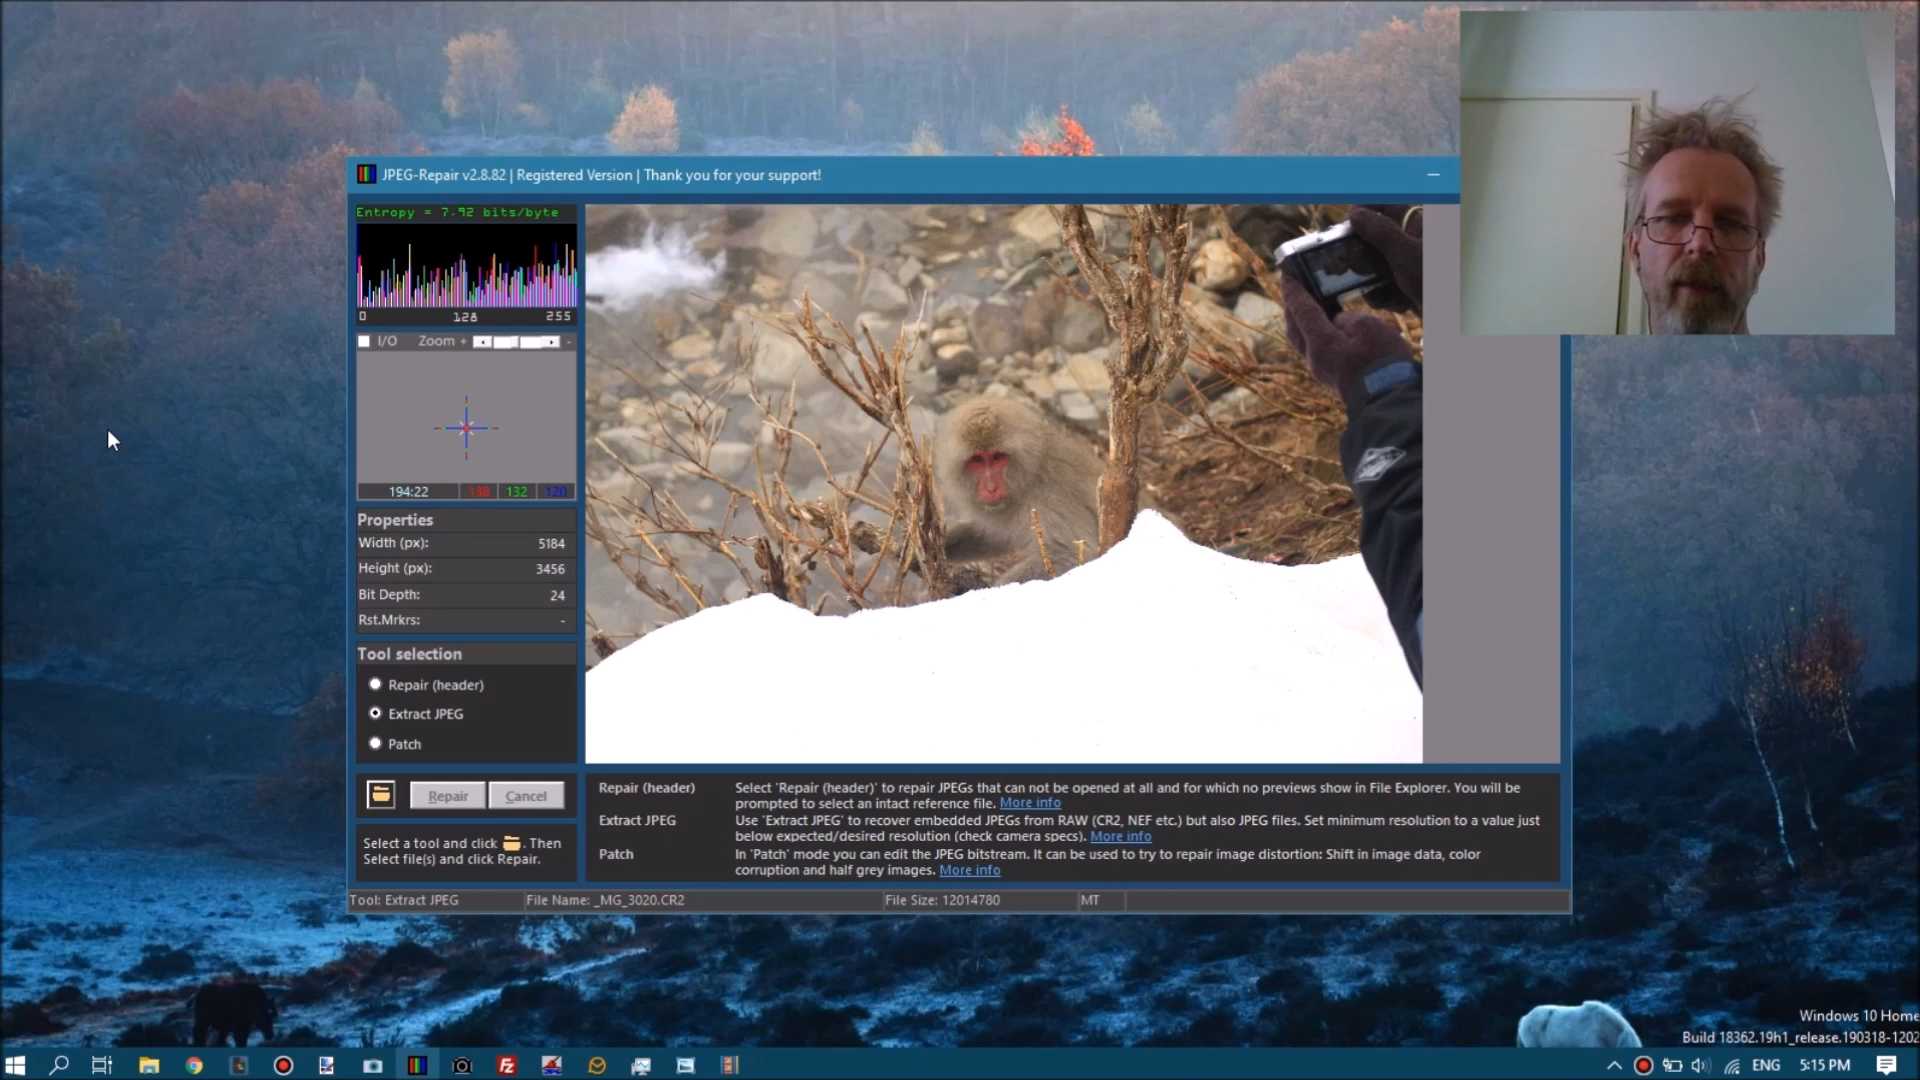 JPEG-Repair v2.8.82 | Registered Version | Thank you for your support!
Entropy = 7.92 bits/byte
0 128 255
I/O Zoom + -
194:22 138 132 120
Properties
Width (px): 5184
Height (px): 3456
Bit Depth: 24
Rst.Mrkrs: -
Tool selection
Repair (header)
Extract JPEG
Patch
Repair Cancel
Select a tool and click . Then
Select file(s) and click Repair.
Repair (header) Select 'Repair (header)' to repair JPEGs that can not be opened at all and for which no previews show in File Explorer. You will be
prompted to select an intact reference file. More info
Extract JPEG Use 'Extract JPEG' to recover embedded JPEGs from RAW (CR2, NEF etc.) but also JPEG files. Set minimum resolution to a value just
below expected/desired resolution (check camera specs). More info
Patch In 'Patch' mode you can edit the JPEG bitstream. It can be used to try to repair image distortion: Shift in image data, color
corruption and half grey images. More info
Tool: Extract JPEG File Name: _MG_3020.CR2 File Size: 12014780 MT
Windows 10 Home
Build 18362.19h1_release.190318-1202
ENG 5:15 PM